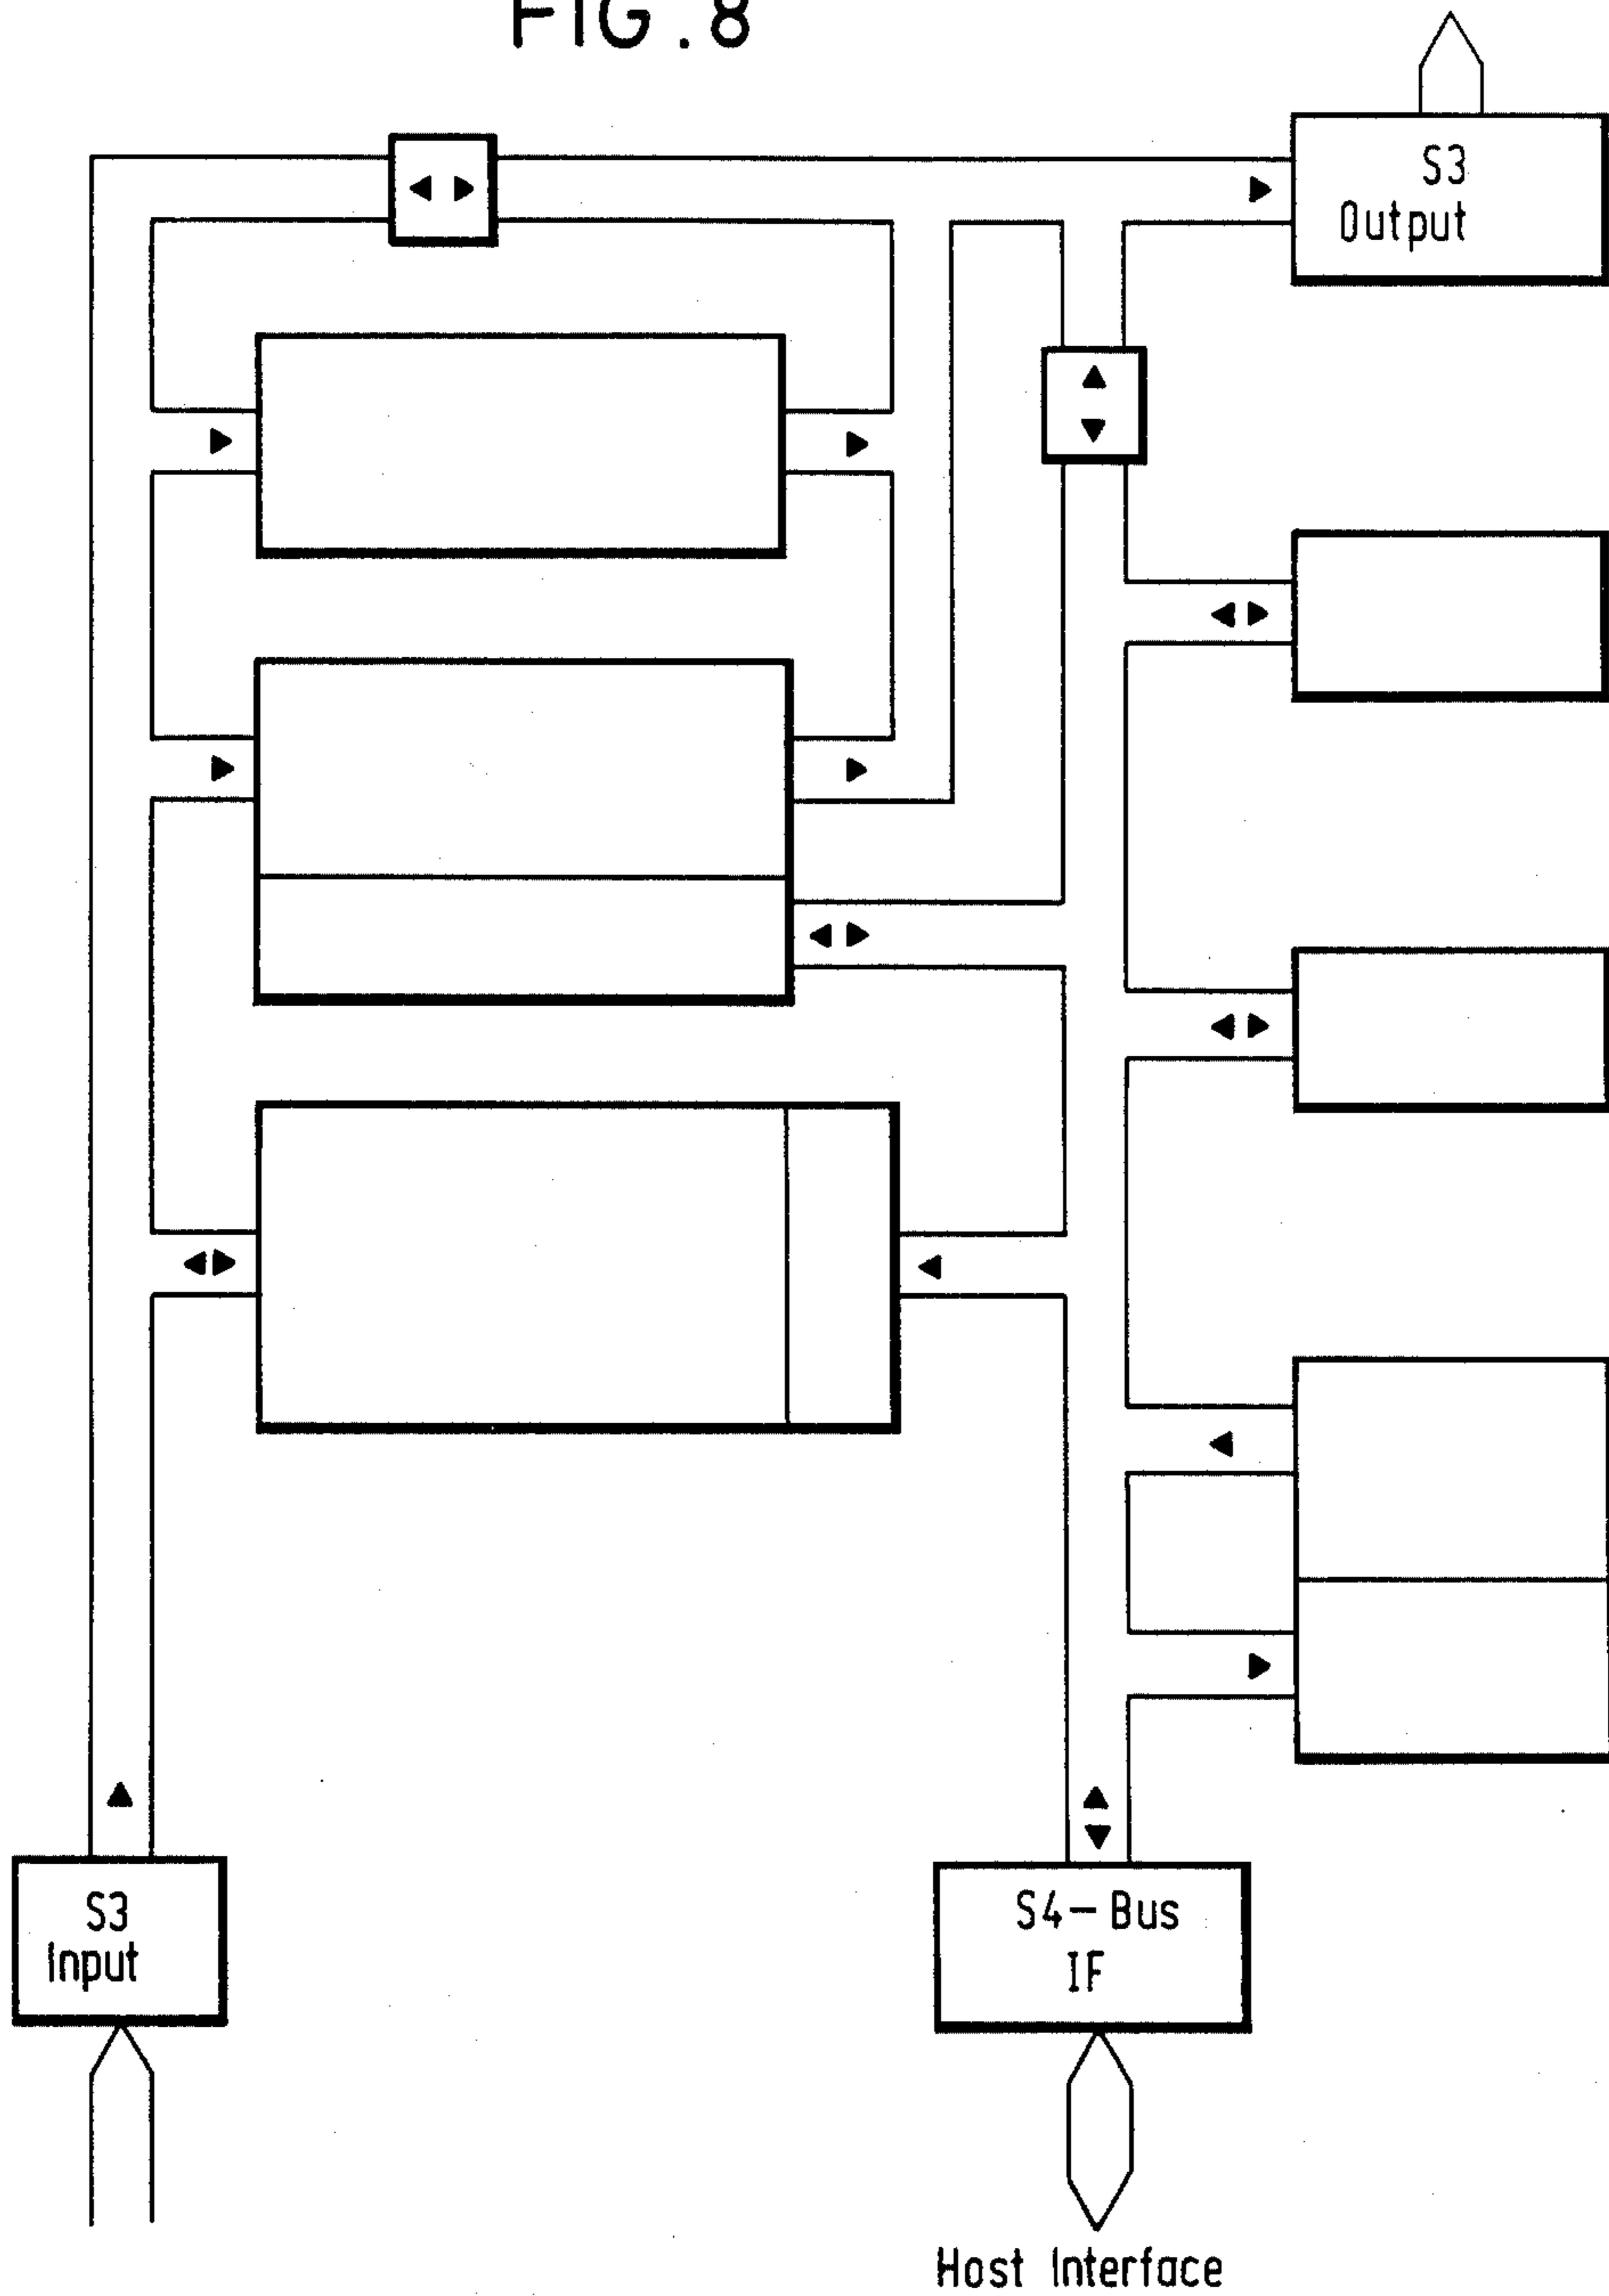 FIG.8
S3
Output
S3
Input
S4-Bus
IF
Host Interface